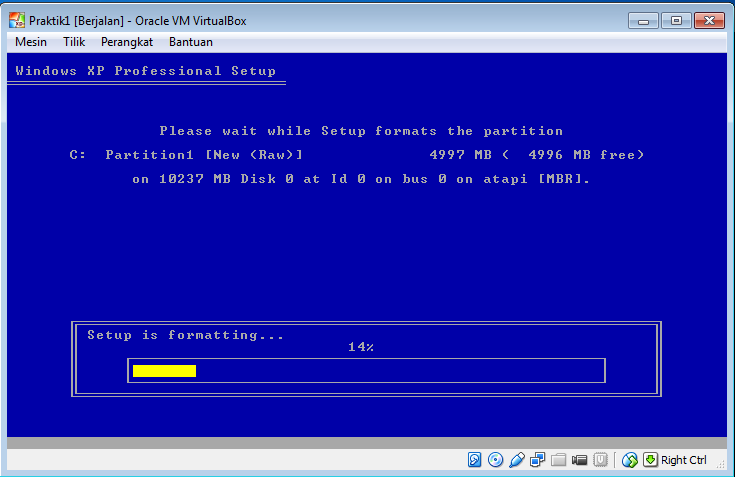 Praktik1 [Berjalan] - Oracle VM VirtualBox
Mesin Tilik Perangkat Bantuan
Windows XP Professional Setup
Please wait while Setup formats the partition
C: Partition1 [New (Raw)] 4997 MB ( 4996 MB free)
on 10237 MB Disk 0 at Id 0 on bus 0 on atapi [MBR].
Setup is formatting...
14%
Right Ctrl